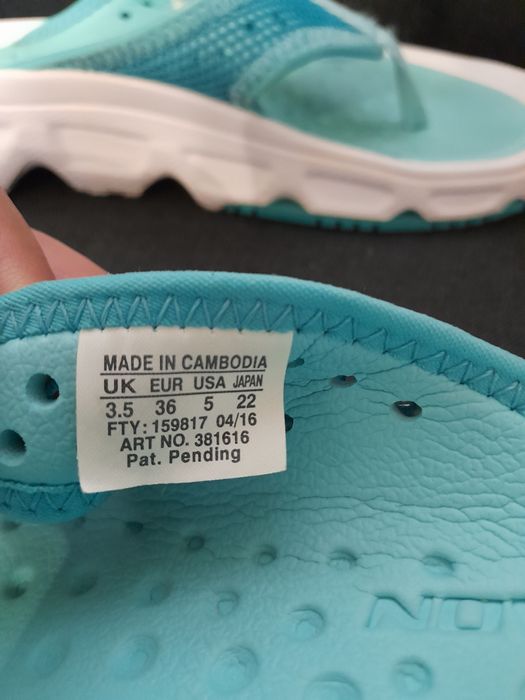 MADE IN CAMBODIA
UK EUR USA JAPAN
3.5 36 5 22
FTY: 159817 04/16
ART NO. 381616
Pat. Pending